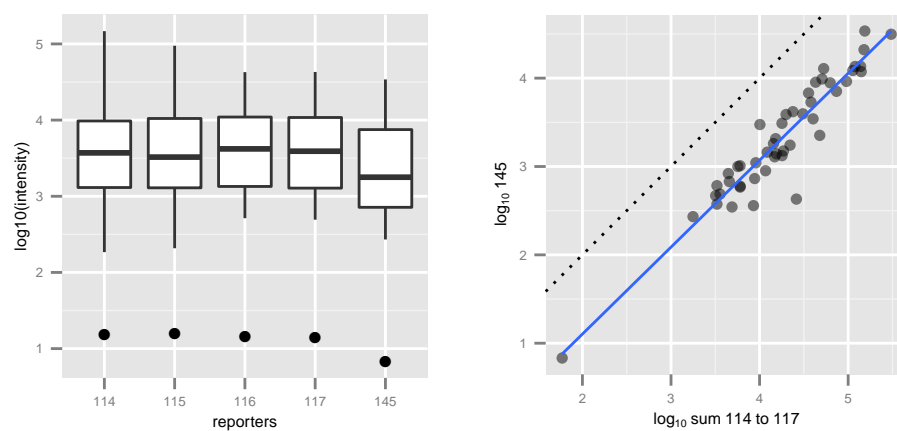 log10(intensity)
5
4
3
2
1
114 115 116 117 145
reporters
log₁₀ 145
4
3
2
1
2 3 4 5
log₁₀ sum 114 to 117